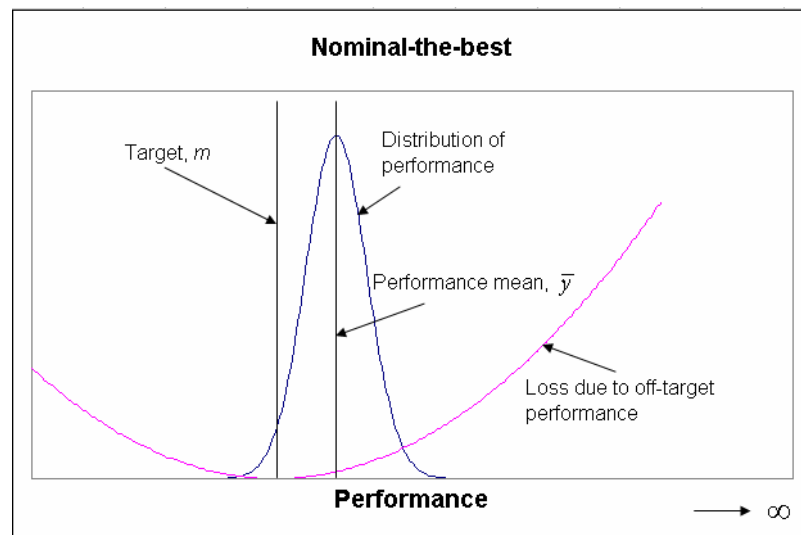 Nominal-the-best
Target, m
Distribution of
performance
Performance mean, y̅
Loss due to off-target
performance
Performance
∞